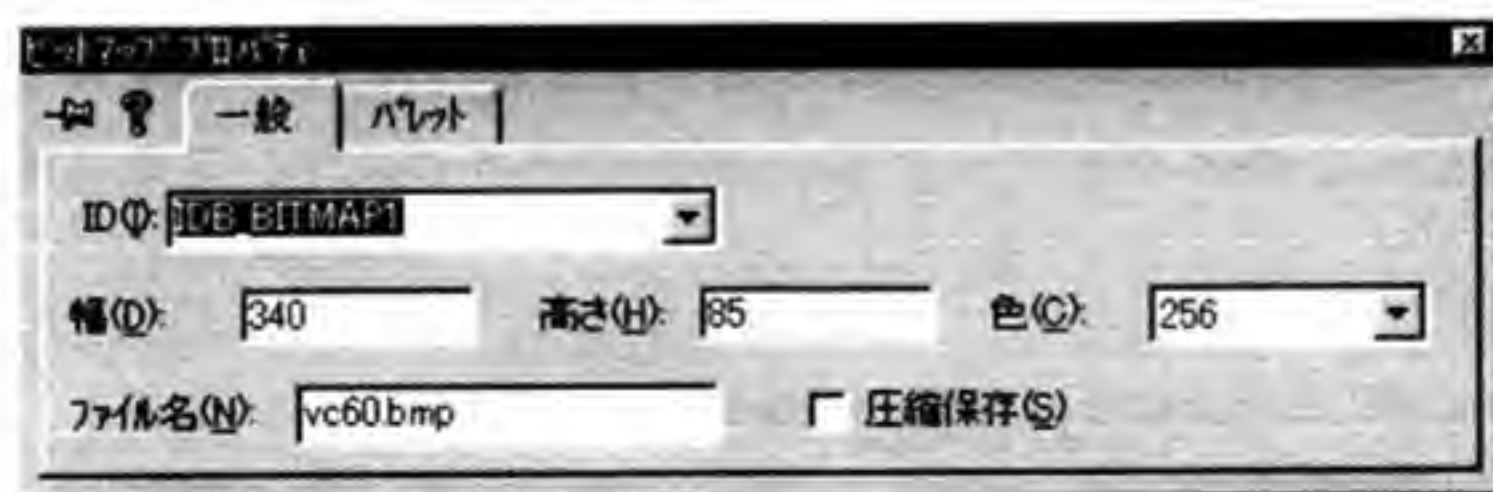 ビットマップ プロパティ
一般 パレット
ID(I): IDB_BITMAP1
幅(D): 340 高さ(H): 85 色(C): 256
ファイル名(N): vc60.bmp 圧縮保存(S)